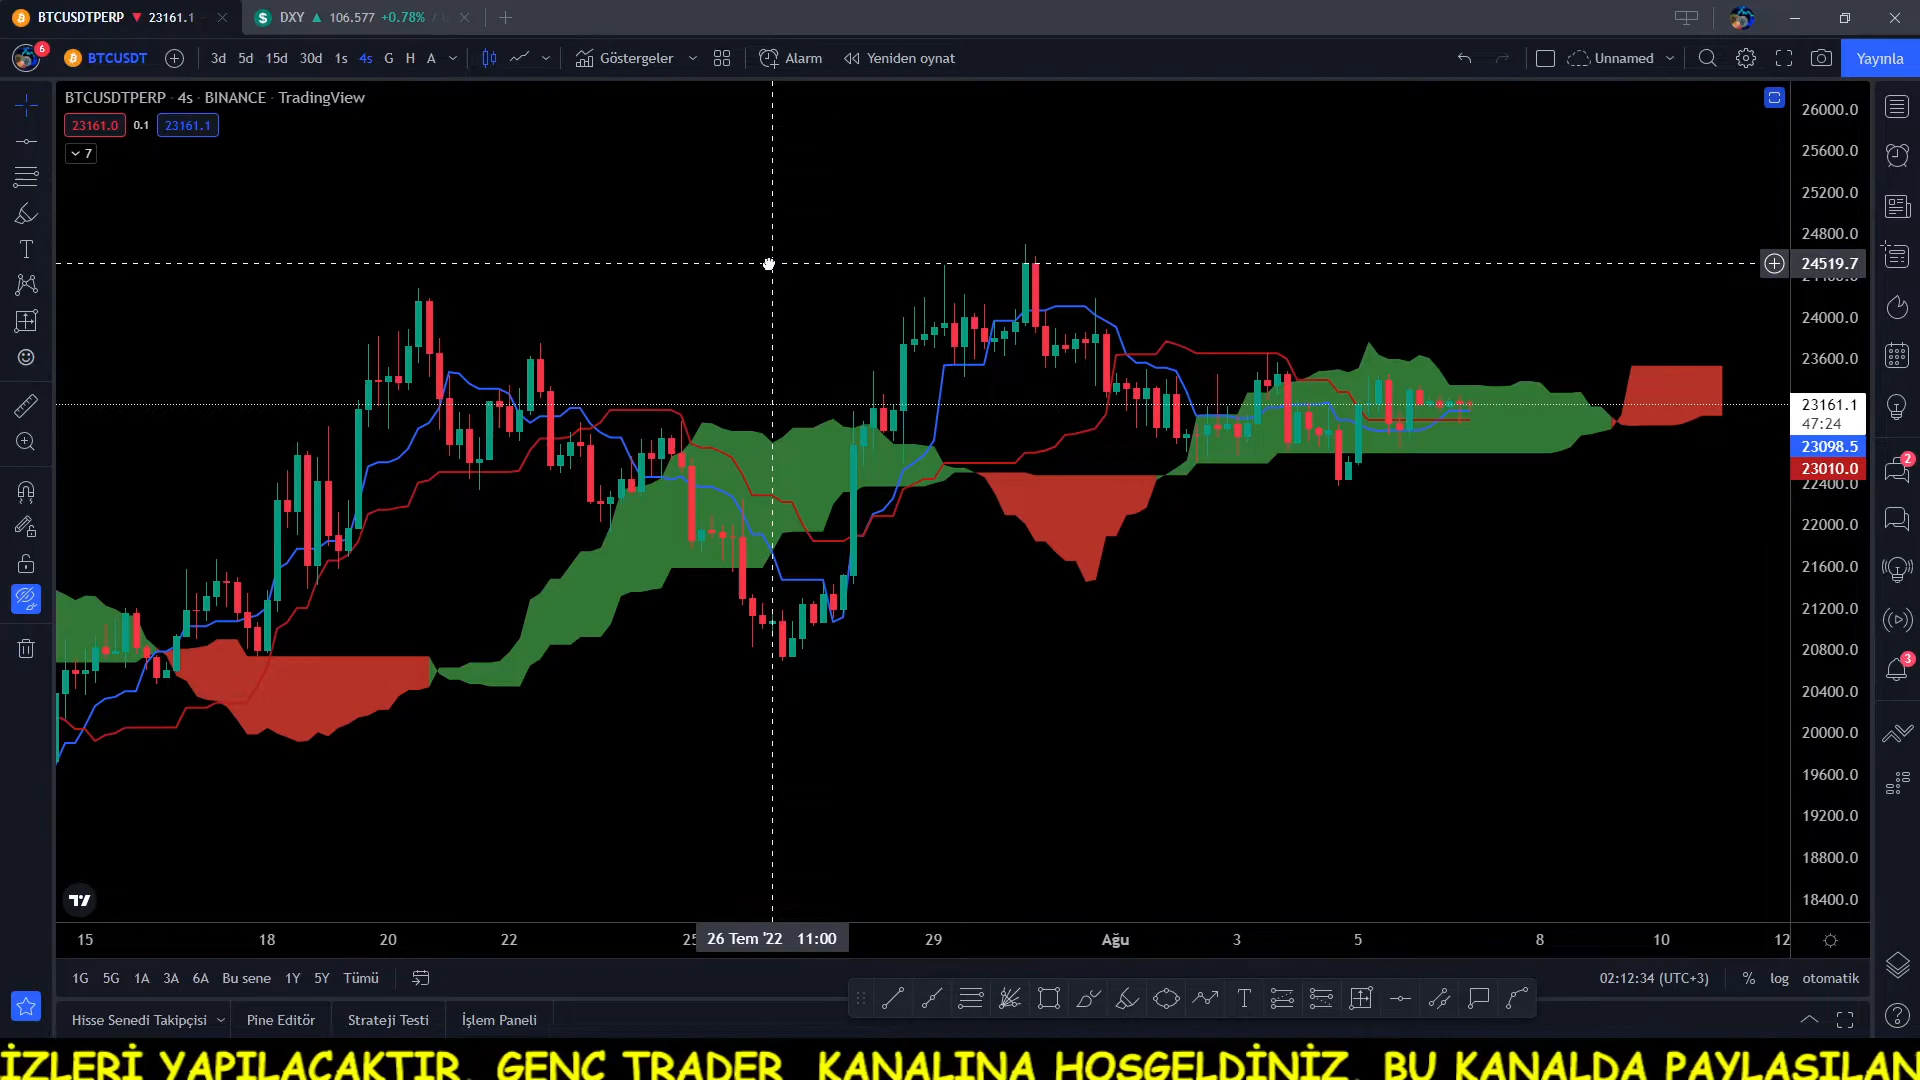 BTCUSDTPERP ▼ 23161.1
DXY ▲ 106.577 +0.78% /
6
BTCUSDT 3d 5d 15d 30d 1s 4s G H A Göstergeler Alarm Yeniden oynat Unnamed Yayınla
BTCUSDTPERP · 4s · BINANCE · TradingView
23161.0 0.1 23161.1
7
26000.0
25600.0
25200.0
24800.0
24519.7
24000.0
23600.0
23161.1
47:24
23098.5
23010.0
22400.0
22000.0
21600.0
21200.0
20800.0
20400.0
20000.0
19600.0
19200.0
18800.0
18400.0
2
3
15 18 20 22 25 26 Tem '22 11:00 29 Ağu 3 5 8 10 12
1G 5G 1A 3A 6A Bu sene 1Y 5Y Tümü 02:12:34 (UTC+3) % log otomatik
Hisse Senedi Takipçisi Pine Editör Strateji Testi İşlem Paneli
İZLERİ YAPILACAKTIR. GENÇ TRADER KANALINA HOŞGELDİNİZ. BU KANALDA PAYLAŞILAN